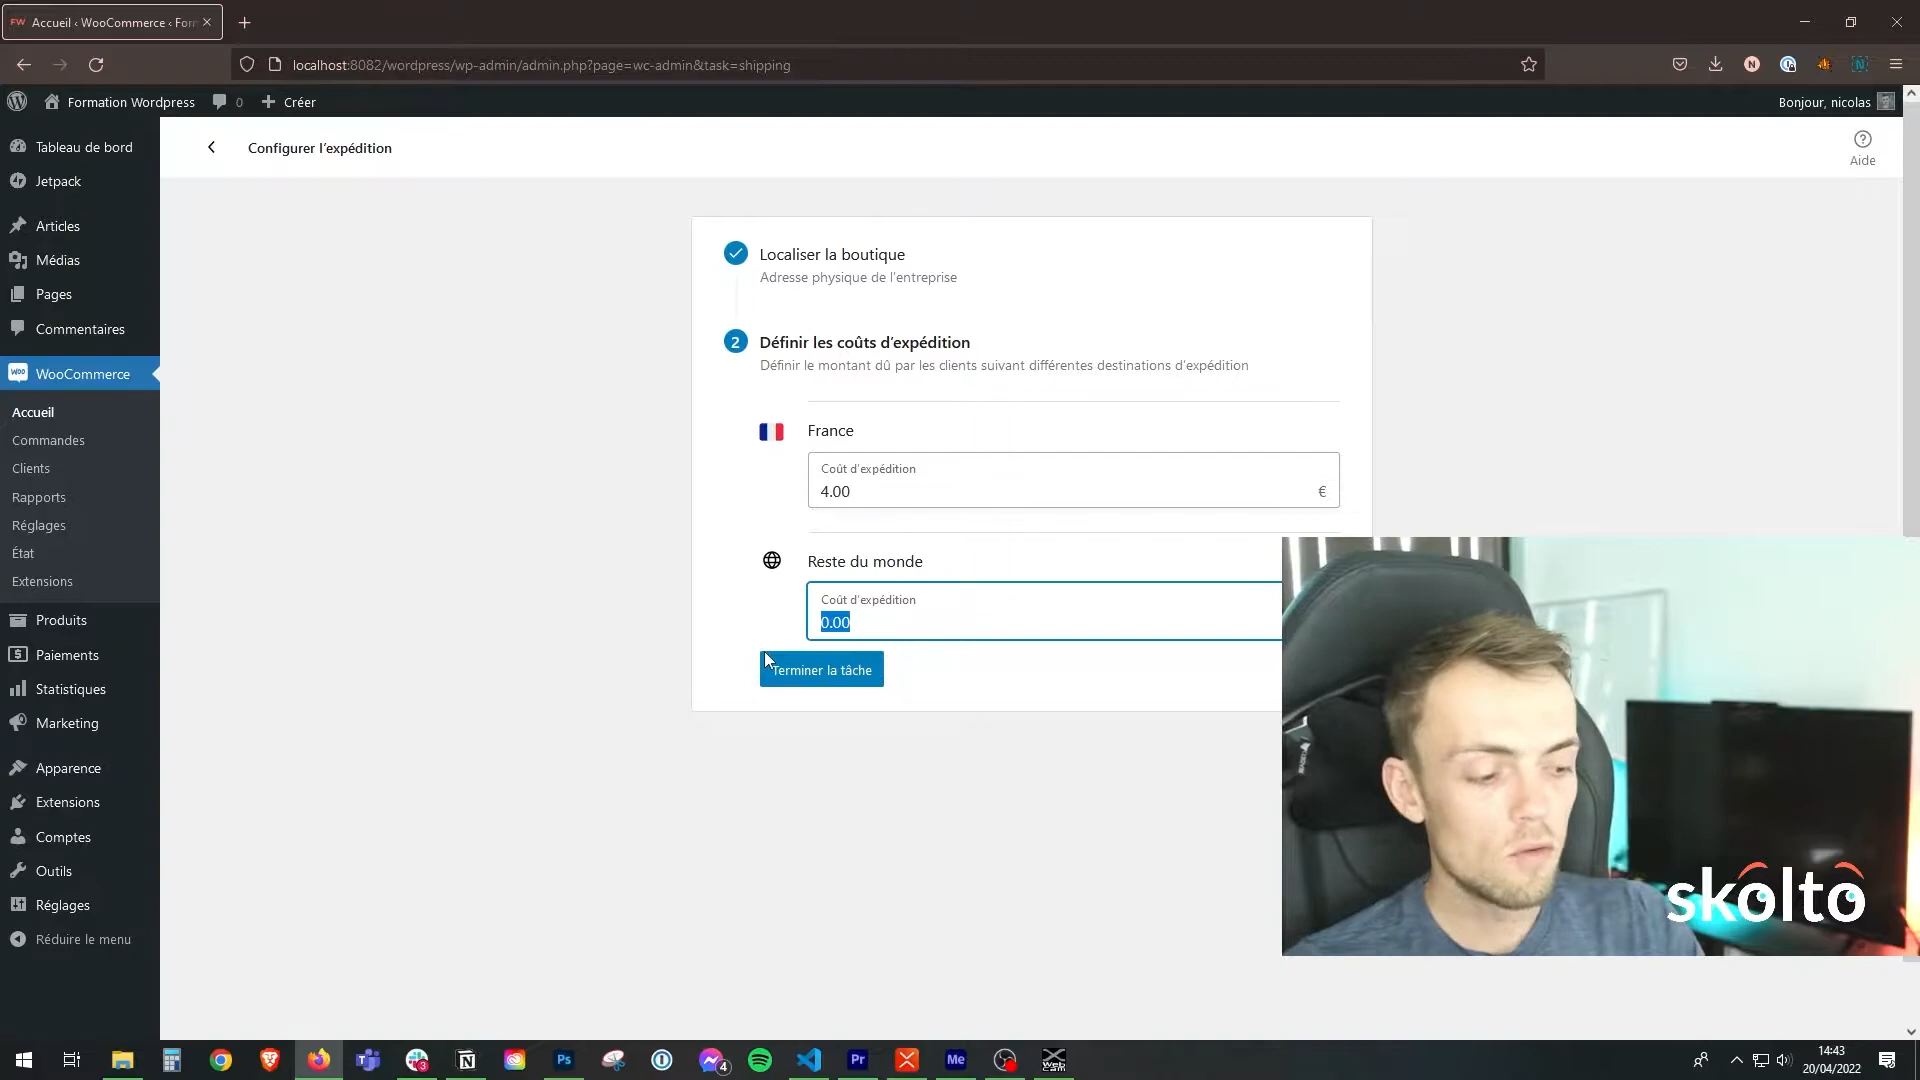 FW Accueil ‹ WooCommerce ‹ Form
localhost:8082/wordpress/wp-admin/admin.php?page=wc-admin&task=shipping
Formation Wordpress 0 Créer
Bonjour, nicolas
Configurer l'expédition
Aide
Tableau de bord
Jetpack
Articles
Médias
Pages
Commentaires
WooCommerce
Accueil
Commandes
Clients
Rapports
Réglages
État
Extensions
Produits
Paiements
Statistiques
Marketing
Apparence
Extensions
Comptes
Outils
Réglages
Réduire le menu
Localiser la boutique
Adresse physique de l'entreprise
2 Définir les coûts d'expédition
Définir le montant dû par les clients suivant différentes destinations d'expédition
France
Coût d'expédition
4.00 €
Reste du monde
Coût d'expédition
0.00
Terminer la tâche
skolto
14:43
20/04/2022